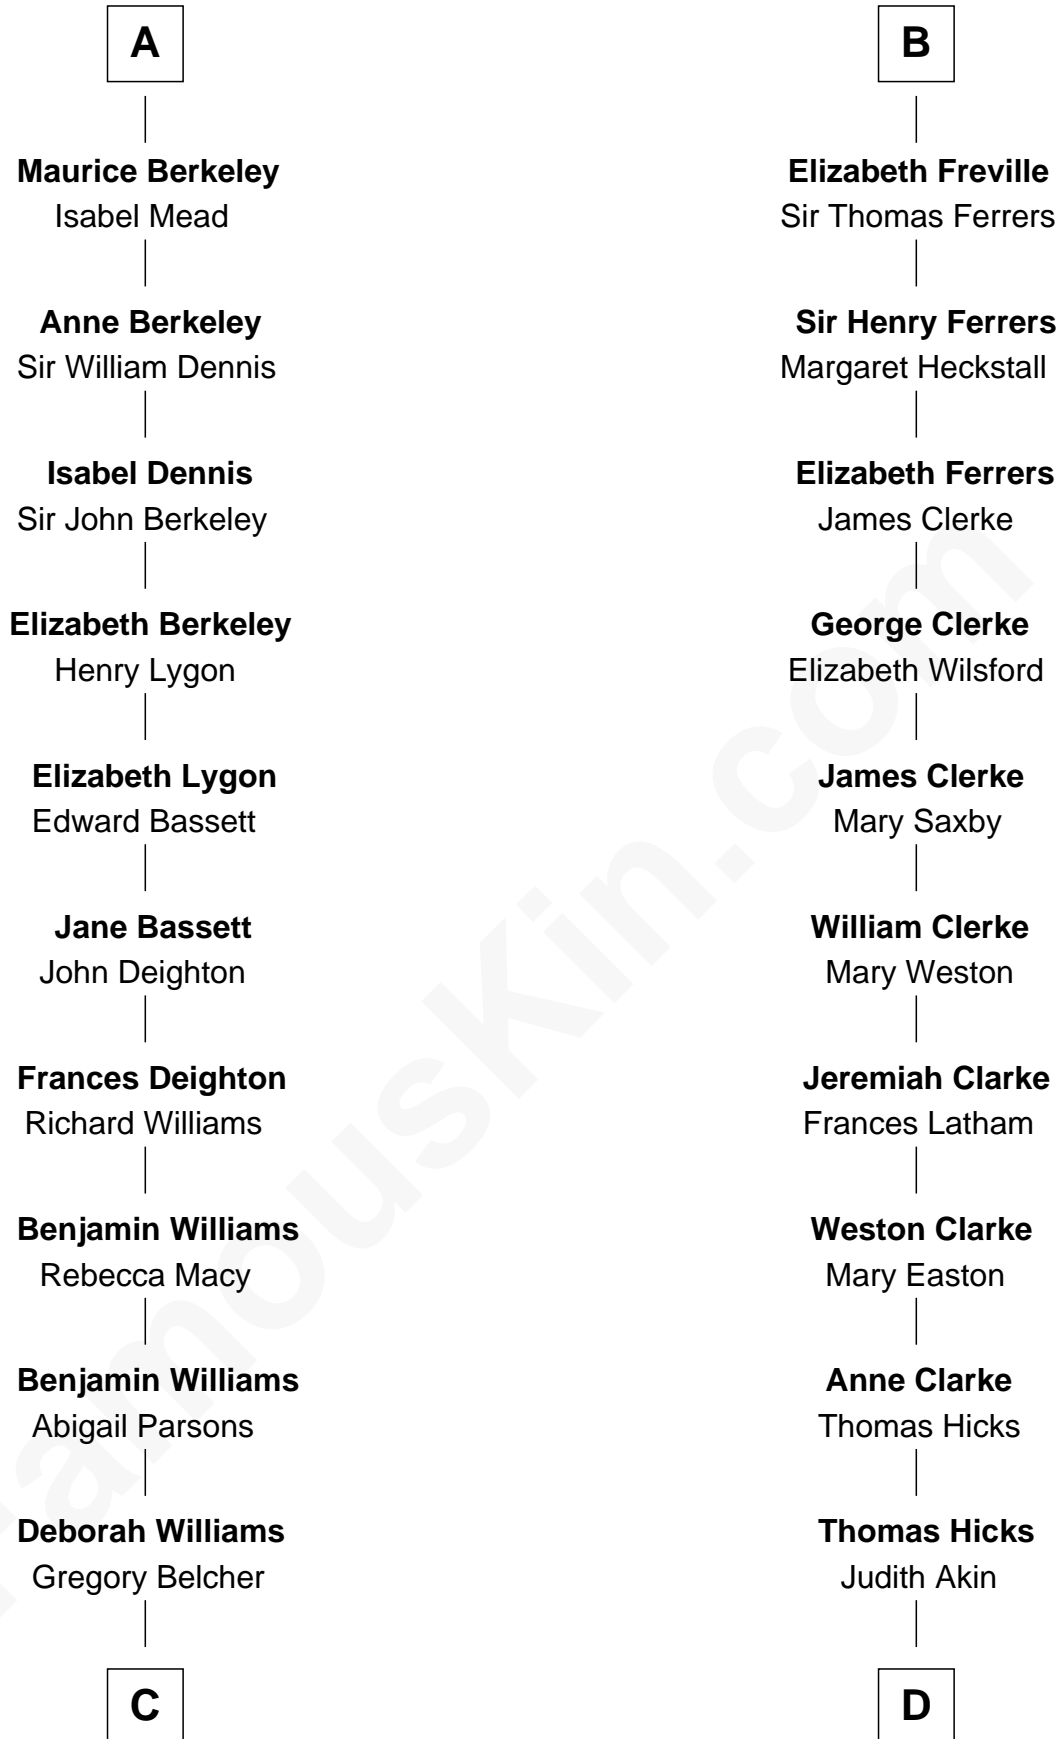 A
Maurice Berkeley
Isabel Mead
Anne Berkeley
Sir William Dennis
Isabel Dennis
Sir John Berkeley
Elizabeth Berkeley
Henry Lygon
Elizabeth Lygon
Edward Bassett
Jane Bassett
John Deighton
Frances Deighton
Richard Williams
Benjamin Williams
Rebecca Macy
Benjamin Williams
Abigail Parsons
Deborah Williams
Gregory Belcher
C
B
Elizabeth Freville
Sir Thomas Ferrers
Sir Henry Ferrers
Margaret Heckstall
Elizabeth Ferrers
James Clerke
George Clerke
Elizabeth Wilsford
James Clerke
Mary Saxby
William Clerke
Mary Weston
Jeremiah Clarke
Frances Latham
Weston Clarke
Mary Easton
Anne Clarke
Thomas Hicks
Thomas Hicks
Judith Akin
D
FamousKin.com